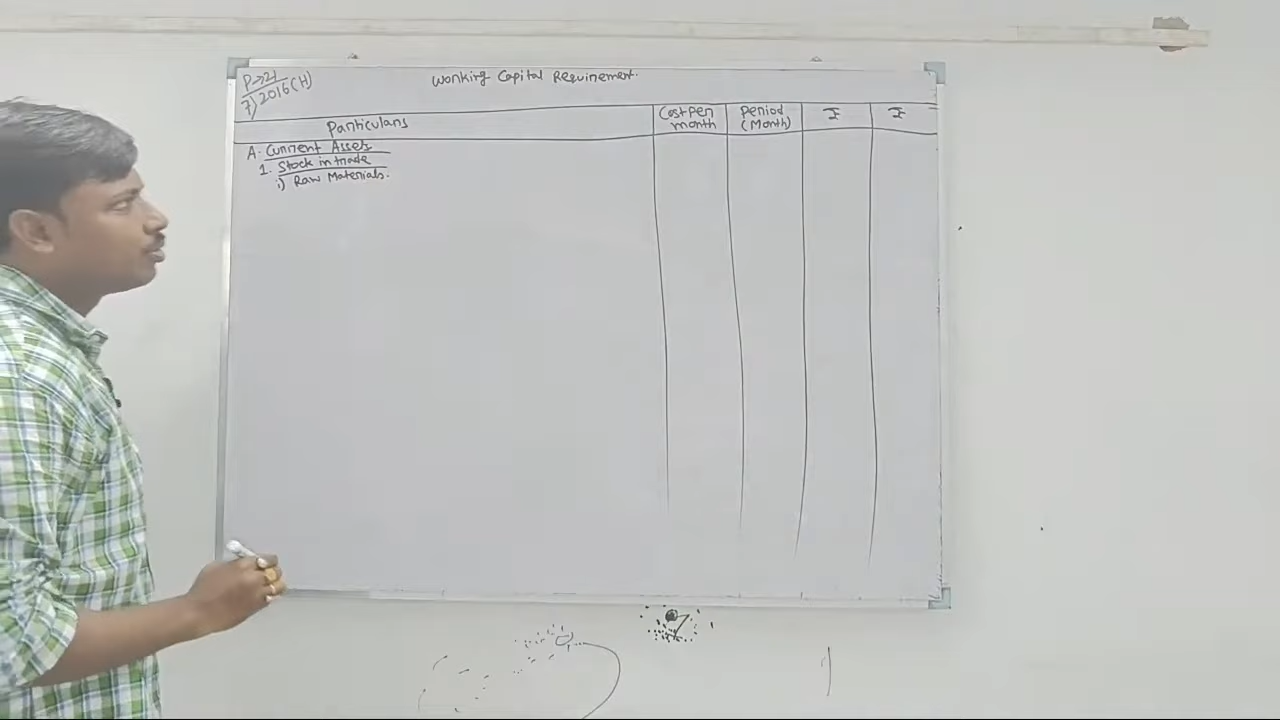 P→21
7) 2016 (H)
Working Capital Requirement.
Particulars
Cost Per month
Period (Month)
₹
₹
A. Current Assets
1. Stock in trade
i) Raw Materials.